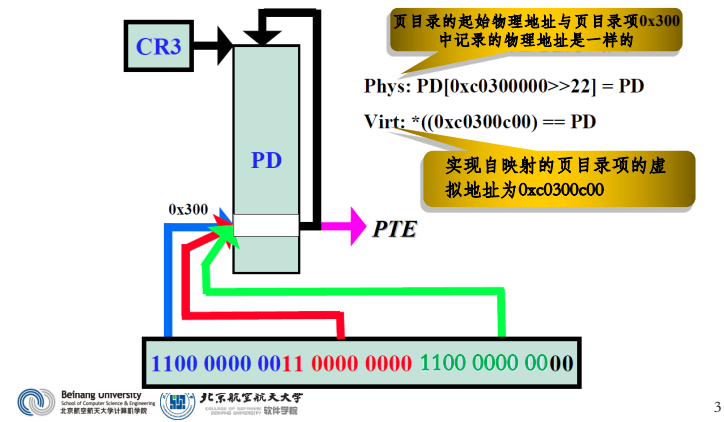 页目录的起始物理地址与页目录项0x300
中记录的物理地址是一样的
CR3
Phys: PD[0xc0300000>>22] = PD
Virt: *((0xc0300c00) == PD
PD
实现自映射的页目录项的虚
拟地址为0xc0300c00
0x300
PTE
1100 0000 0011 0000 0000 1100 0000 0000
Beihang University
School of Computer Science & Engineering
北京航空航天大学计算机学院
北京航空航天大学
COLLEGE OF SOFTWARE
BEIHANG UNIVERSITY 软件学院
3